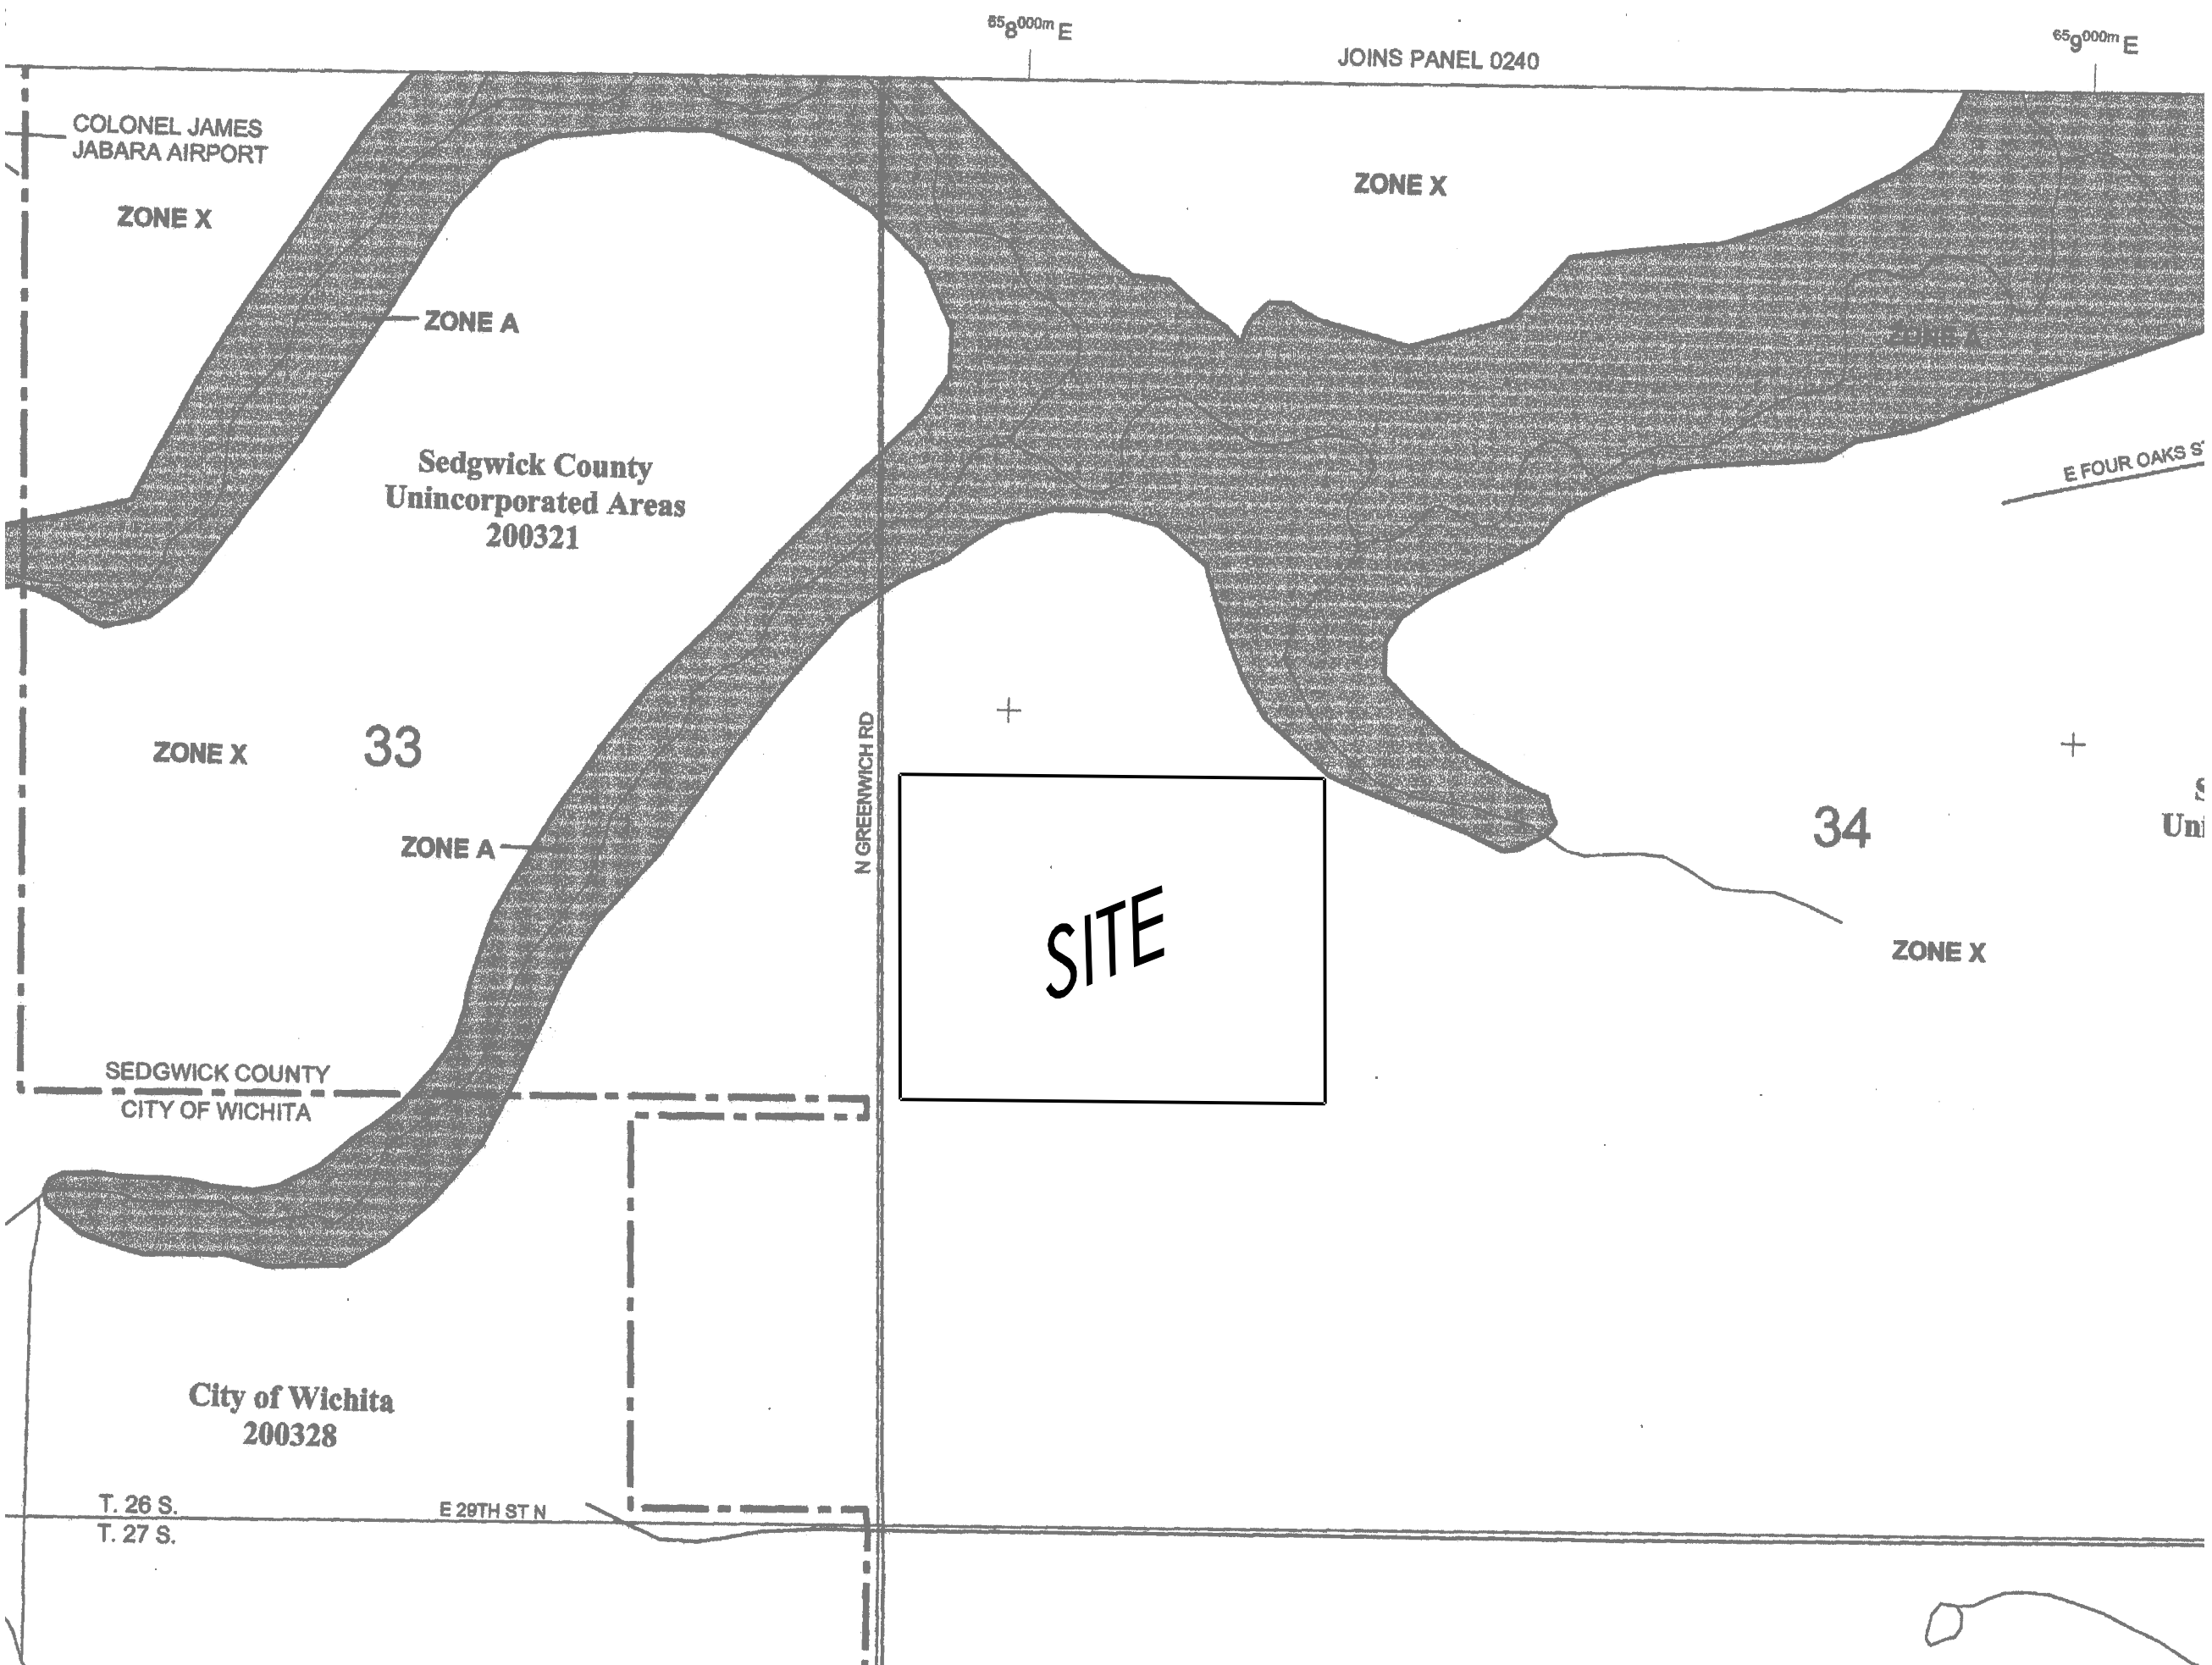 658000m E
659000m E
JOINS PANEL 0240
COLONEL JAMES
JABARA AIRPORT
ZONE X
ZONE X
ZONE A
ZONE A
E FOUR OAKS S
Sedgwick County
Unincorporated Areas
200321
N GREENWICH RD
ZONE X
33
34
Uni
ZONE A
SITE
ZONE X
SEDGWICK COUNTY
CITY OF WICHITA
City of Wichita
200328
T. 26 S.
E 29TH ST N
T. 27 S.